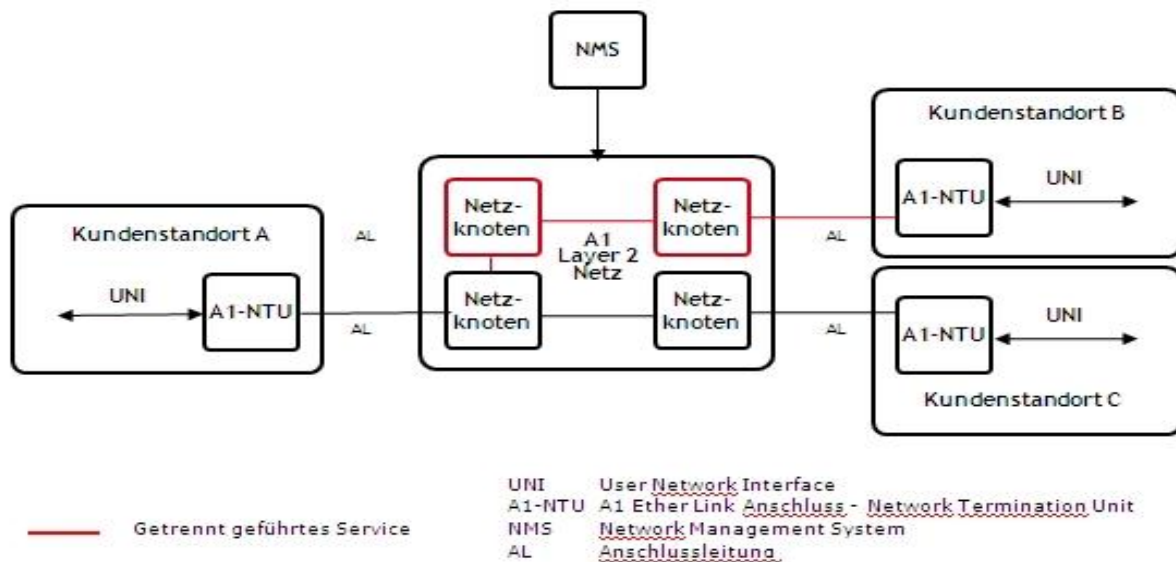 NMS
Kundenstandort B
A1-NTU
UNI
AL
Netz-
knoten
Netz-
knoten
A1
Layer 2
Netz
Kundenstandort A
UNI
A1-NTU
AL
AL
Netz-
knoten
Netz-
knoten
AL
A1-NTU
UNI
Kundenstandort C
Getrennt geführtes Service
UNI User Network Interface
A1-NTU A1 Ether Link Anschluss - Network Termination Unit
NMS Network Management System
AL Anschlussleitung